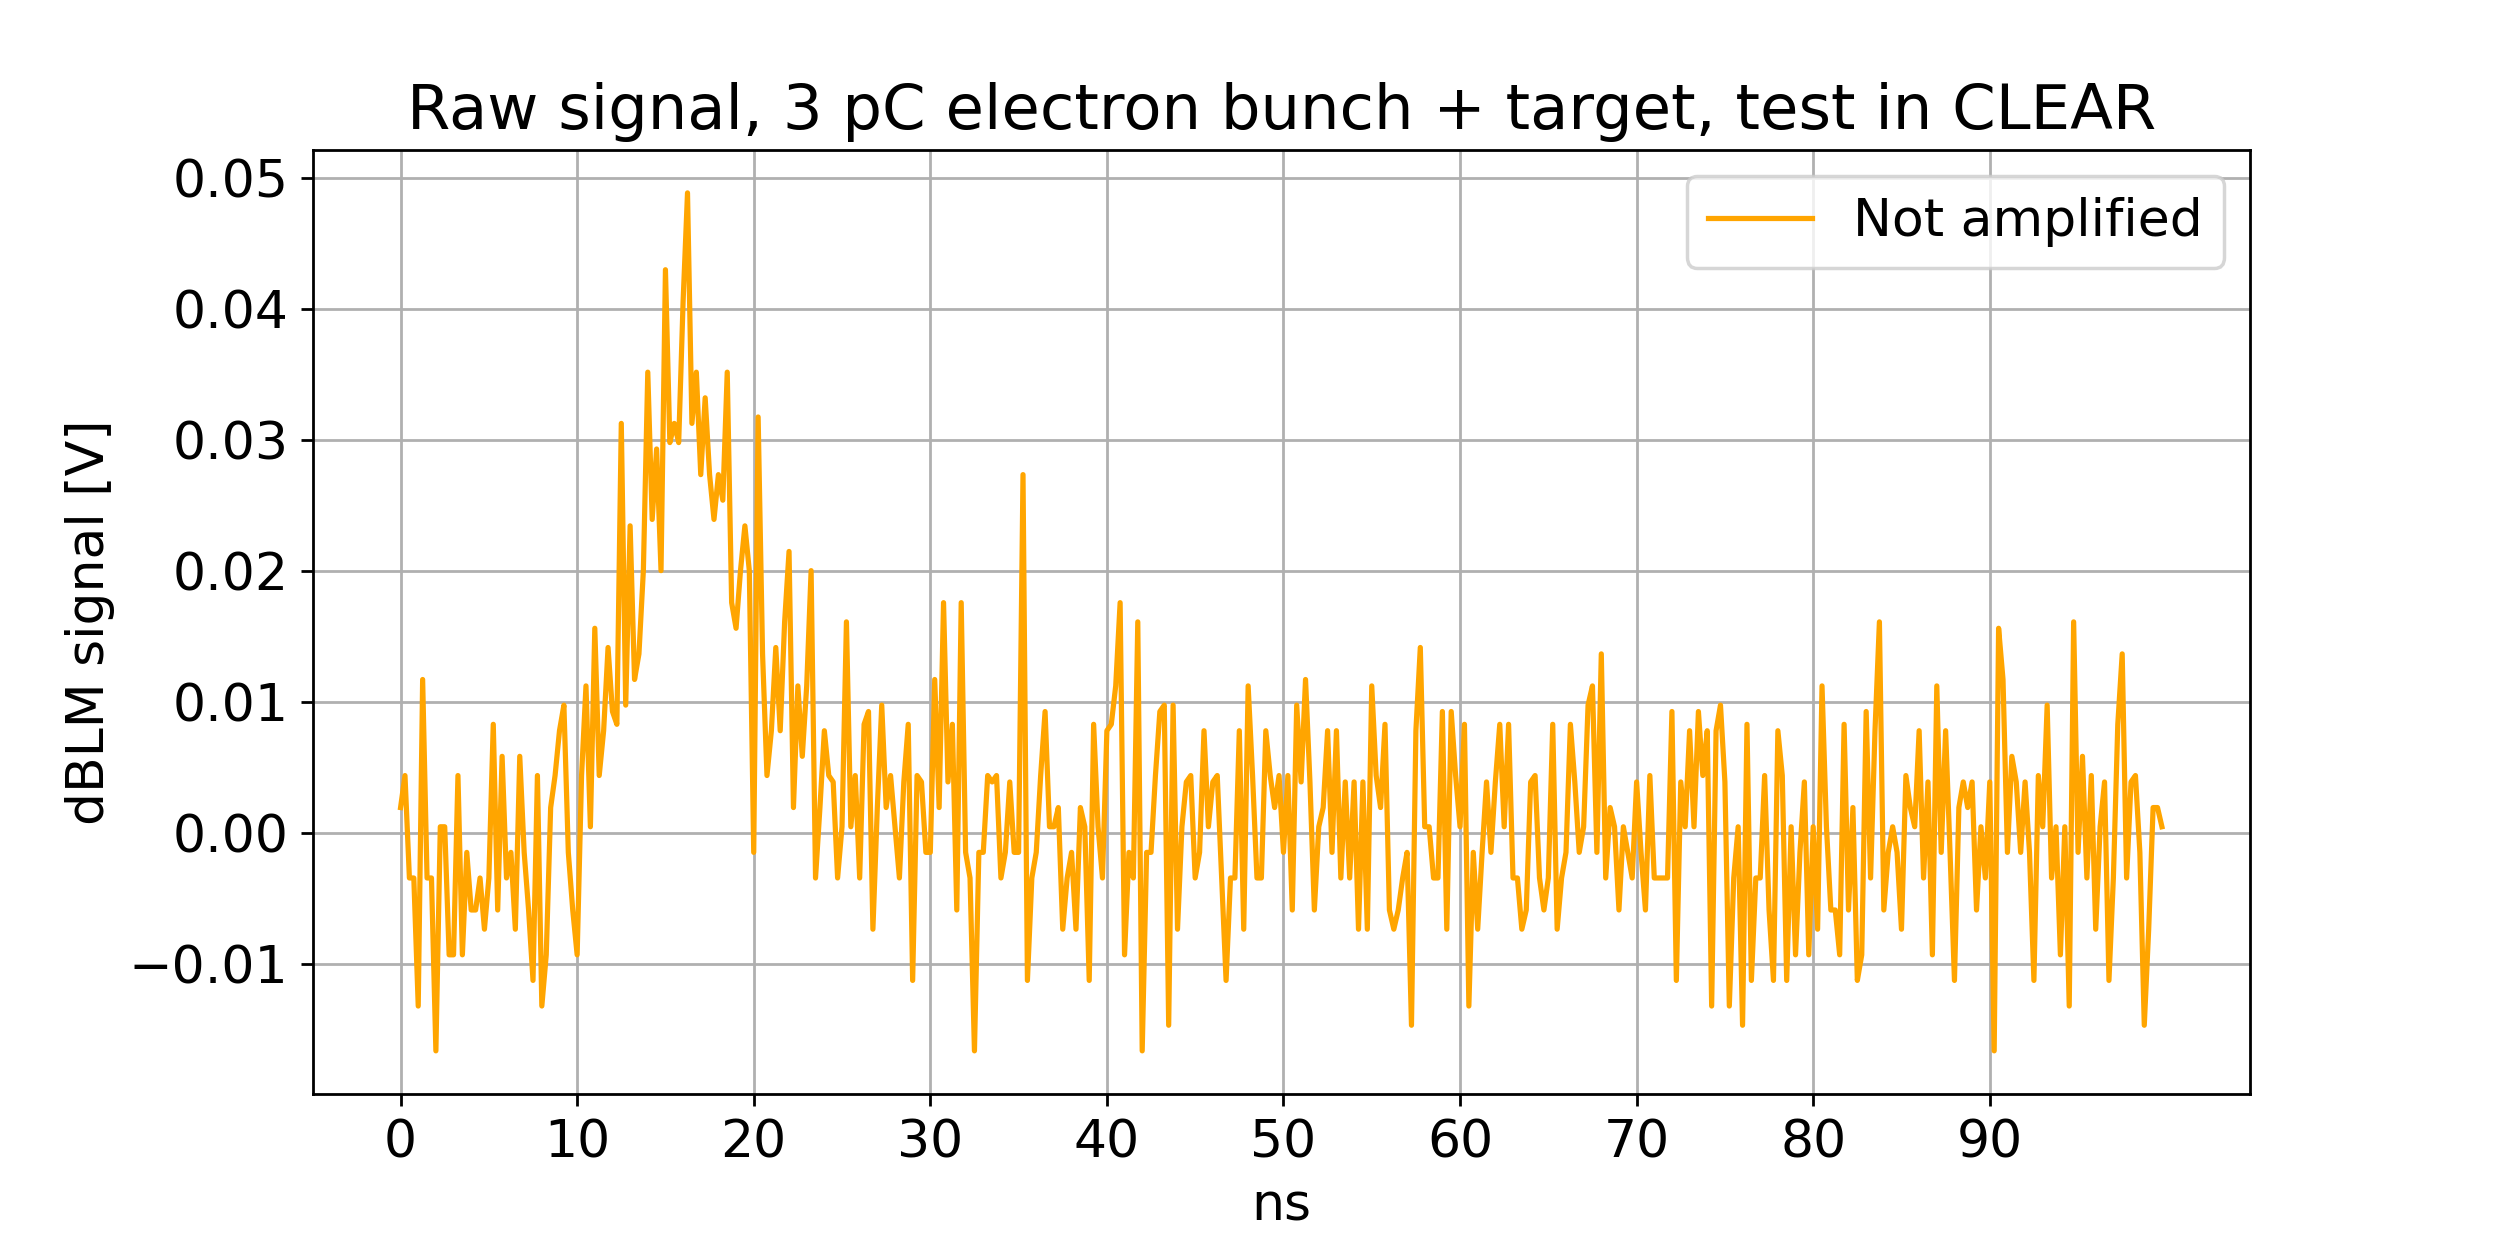 Raw signal, 3 pC electron bunch + target, test in CLEAR
Not amplified
dBLM signal [V]
0.05
0.04
0.03
0.02
0.01
0.00
−0.01
0 10 20 30 40 50 60 70 80 90
ns